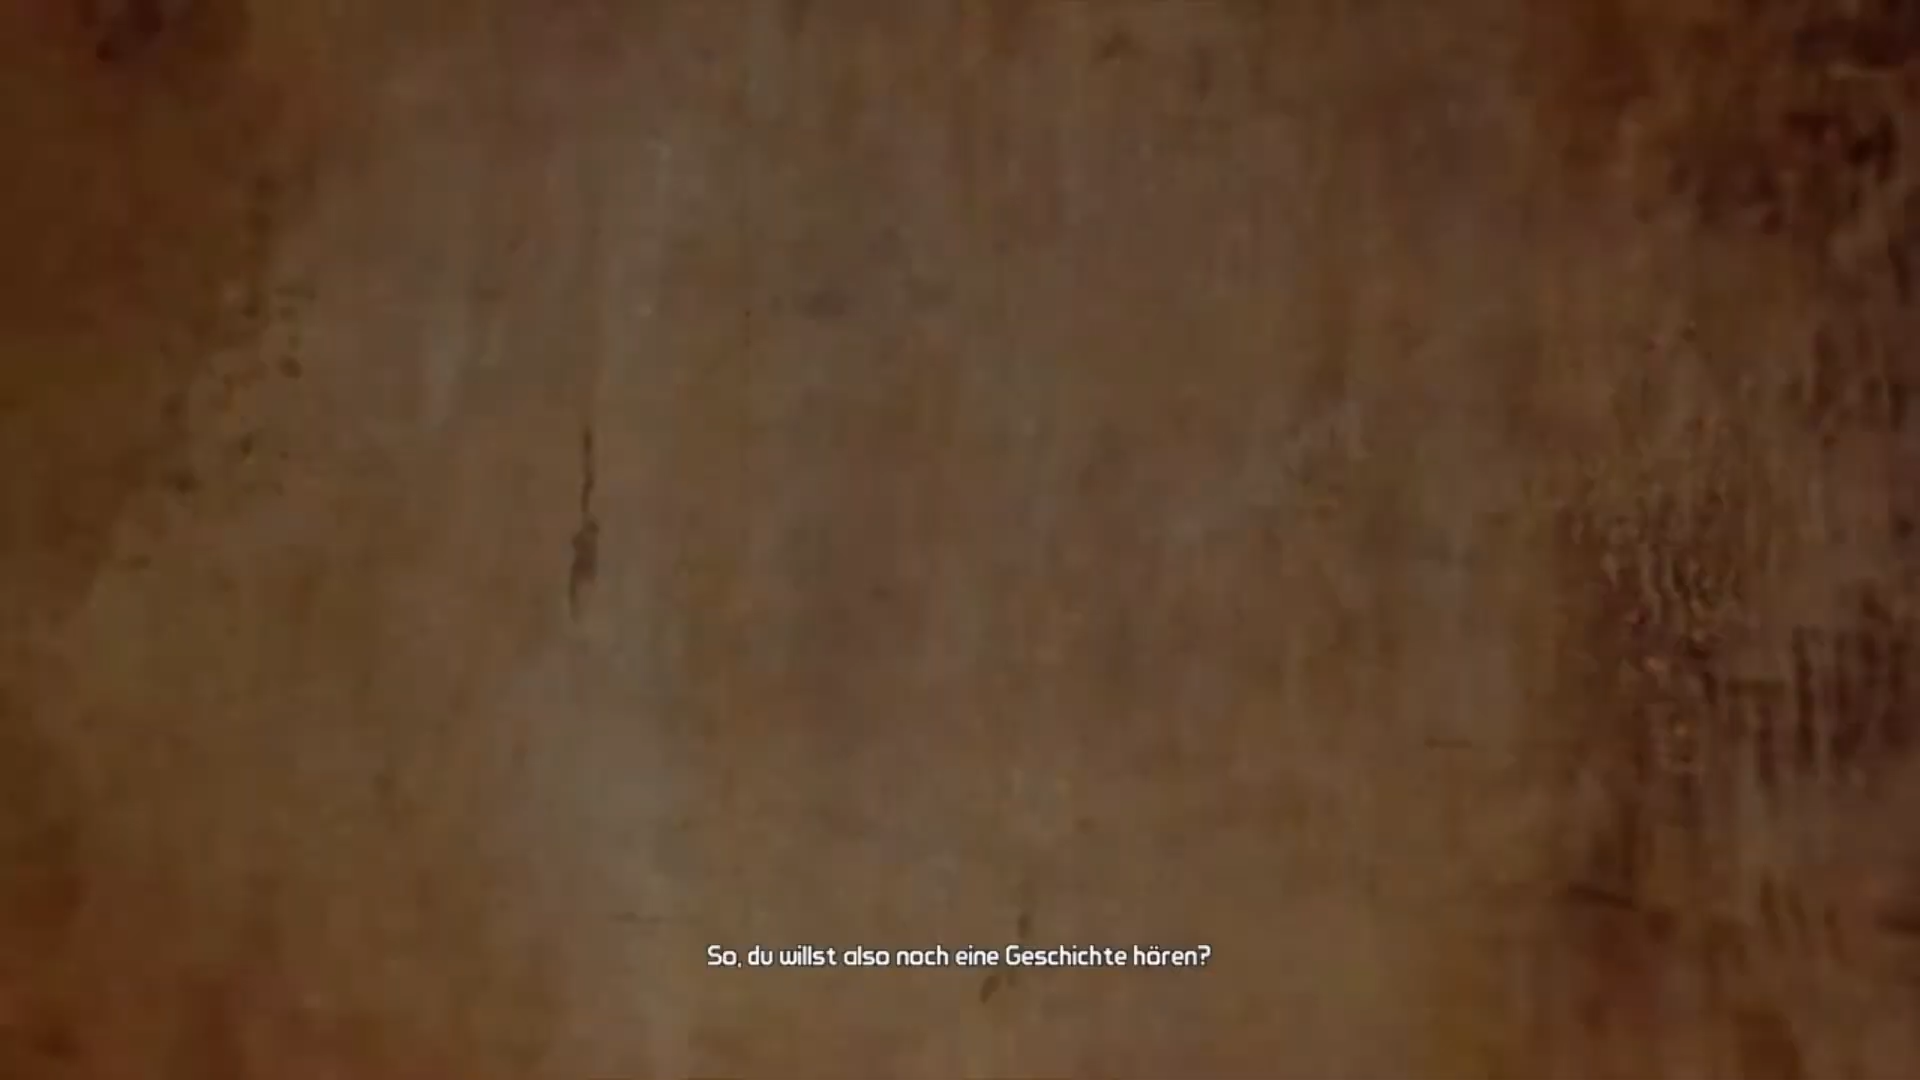 So, du willst also noch eine Geschichte hören?